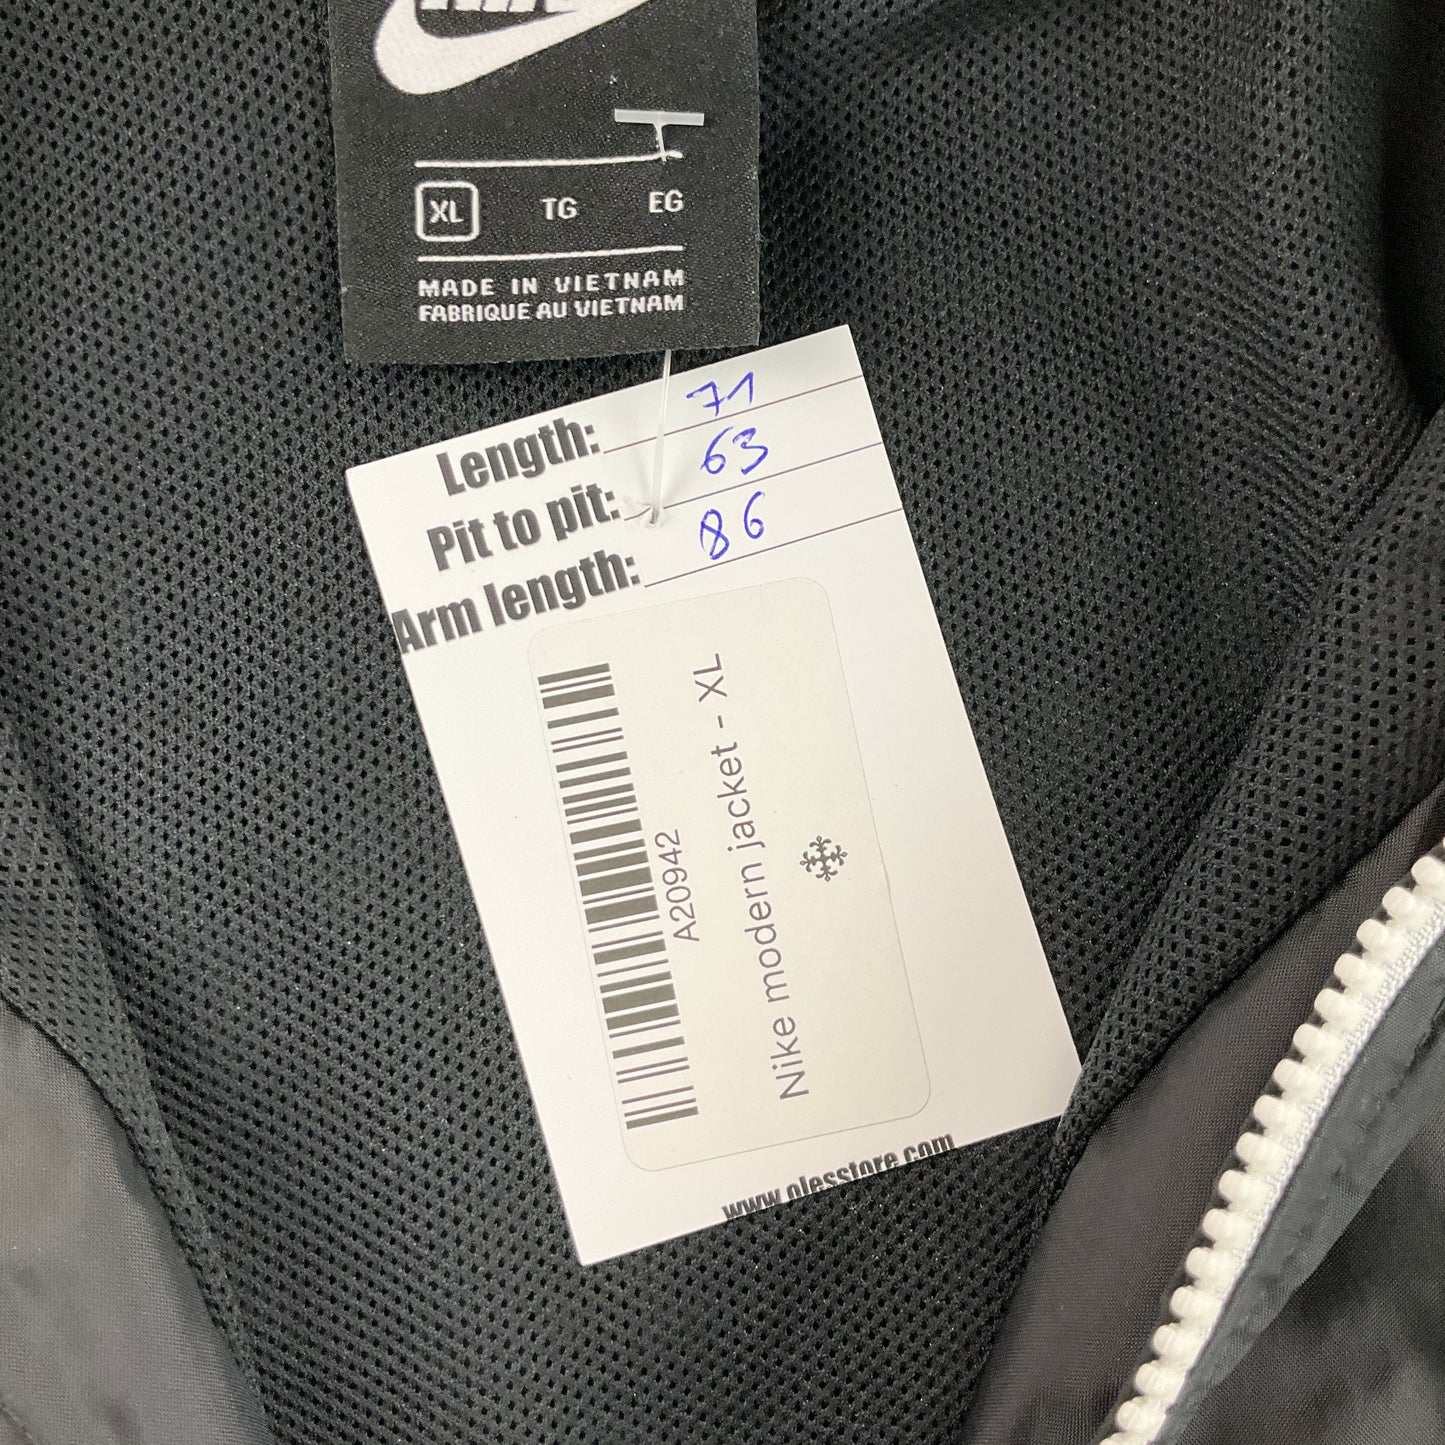 XL TG EG
MADE IN VIETNAM
FABRIQUE AU VIETNAM
Length: 71
Pit to pit: 63
Arm length: 86
A20942
Nike modern jacket - XL
www.olesstore.com